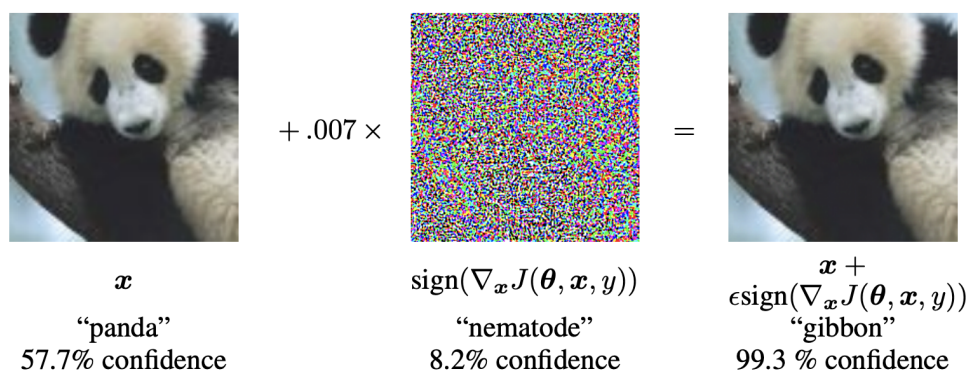 + .007 ×
=
x
sign(∇ₓJ(θ, x, y))
x +
ϵsign(∇ₓJ(θ, x, y))
“panda”
“nematode”
“gibbon”
57.7% confidence
8.2% confidence
99.3 % confidence